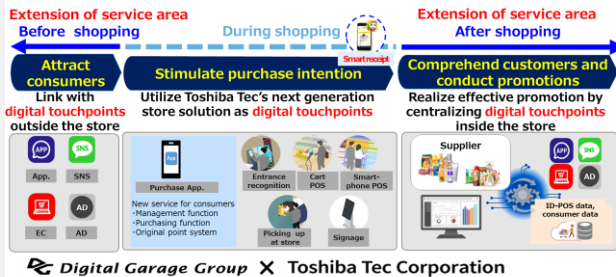 Extension of service area
Before shopping
During shopping
Smart receipt
Extension of service area
After shopping
Attract
consumers
Stimulate purchase intention
Comprehend customers and
conduct promotions
Link with
digital touchpoints
outside the store
Utilize Toshiba Tec's next generation
store solution as digital touchpoints
Realize effective promotion by
centralizing digital touchpoints
inside the store
APP
SNS
App.
SNS
AD
EC
AD
App
Purchase App.
New service for consumers
・Management function
・Purchasing function
・Original point system
Entrance
recognition
Cart
POS
Smart-
phone POS
Picking up
at store
Signage
Supplier
APP
SNS
AD
ID-POS data,
consumer data
DG Digital Garage Group × Toshiba Tec Corporation